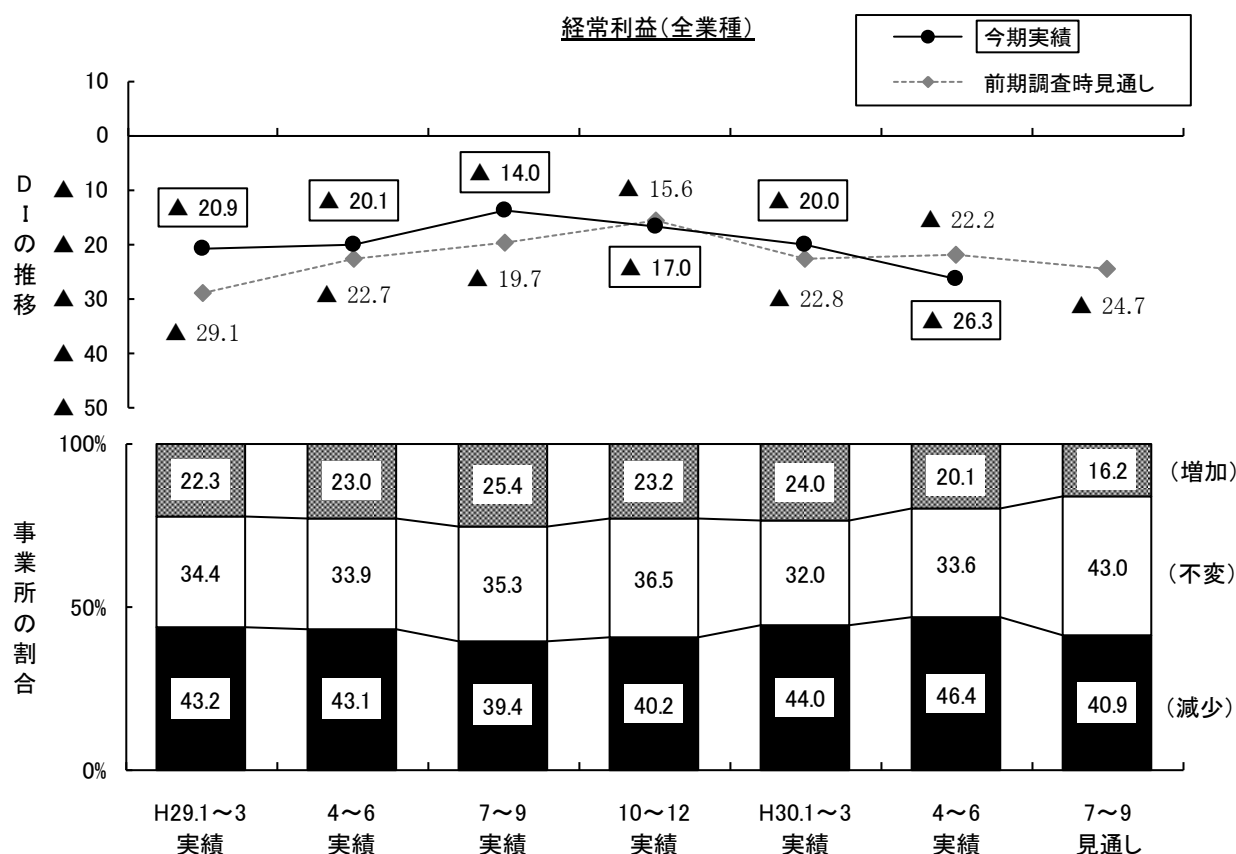 経常利益(全業種)
今期実績
前期調査時見通し
10
0
▲ 10
▲ 20
▲ 30
▲ 40
▲ 50
DIの推移
▲ 20.9
▲ 20.1
▲ 14.0
▲ 15.6
▲ 20.0
▲ 22.2
▲ 29.1
▲ 22.7
▲ 19.7
▲ 17.0
▲ 22.8
▲ 26.3
▲ 24.7
100%
50%
0%
事業所の割合
22.3 23.0 25.4 23.2 24.0 20.1 16.2 (増加)
34.4 33.9 35.3 36.5 32.0 33.6 43.0 (不変)
43.2 43.1 39.4 40.2 44.0 46.4 40.9 (減少)
H29.1~3 4~6 7~9 10~12 H30.1~3 4~6 7~9
実績 実績 実績 実績 実績 実績 見通し